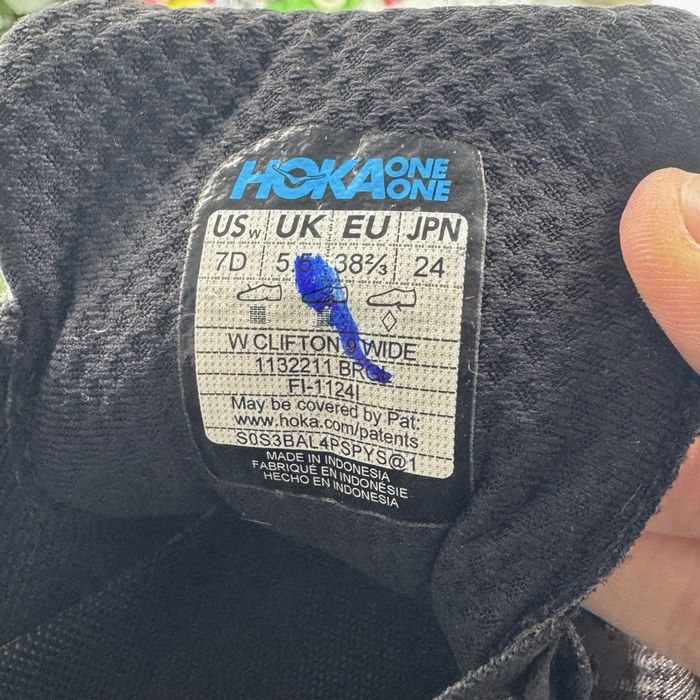 HOKA ONE ONE
USw UK EU JPN
7D 5.5 38⅔ 24
W CLIFTON 9 WIDE
1132211
FI-1124I
May be covered by Pat:
www.hoka.com/patents
S0S3BAL4PSPYS@1
MADE IN INDONESIA
FABRIQUÉ EN INDONÉSIE
HECHO EN INDONESIA